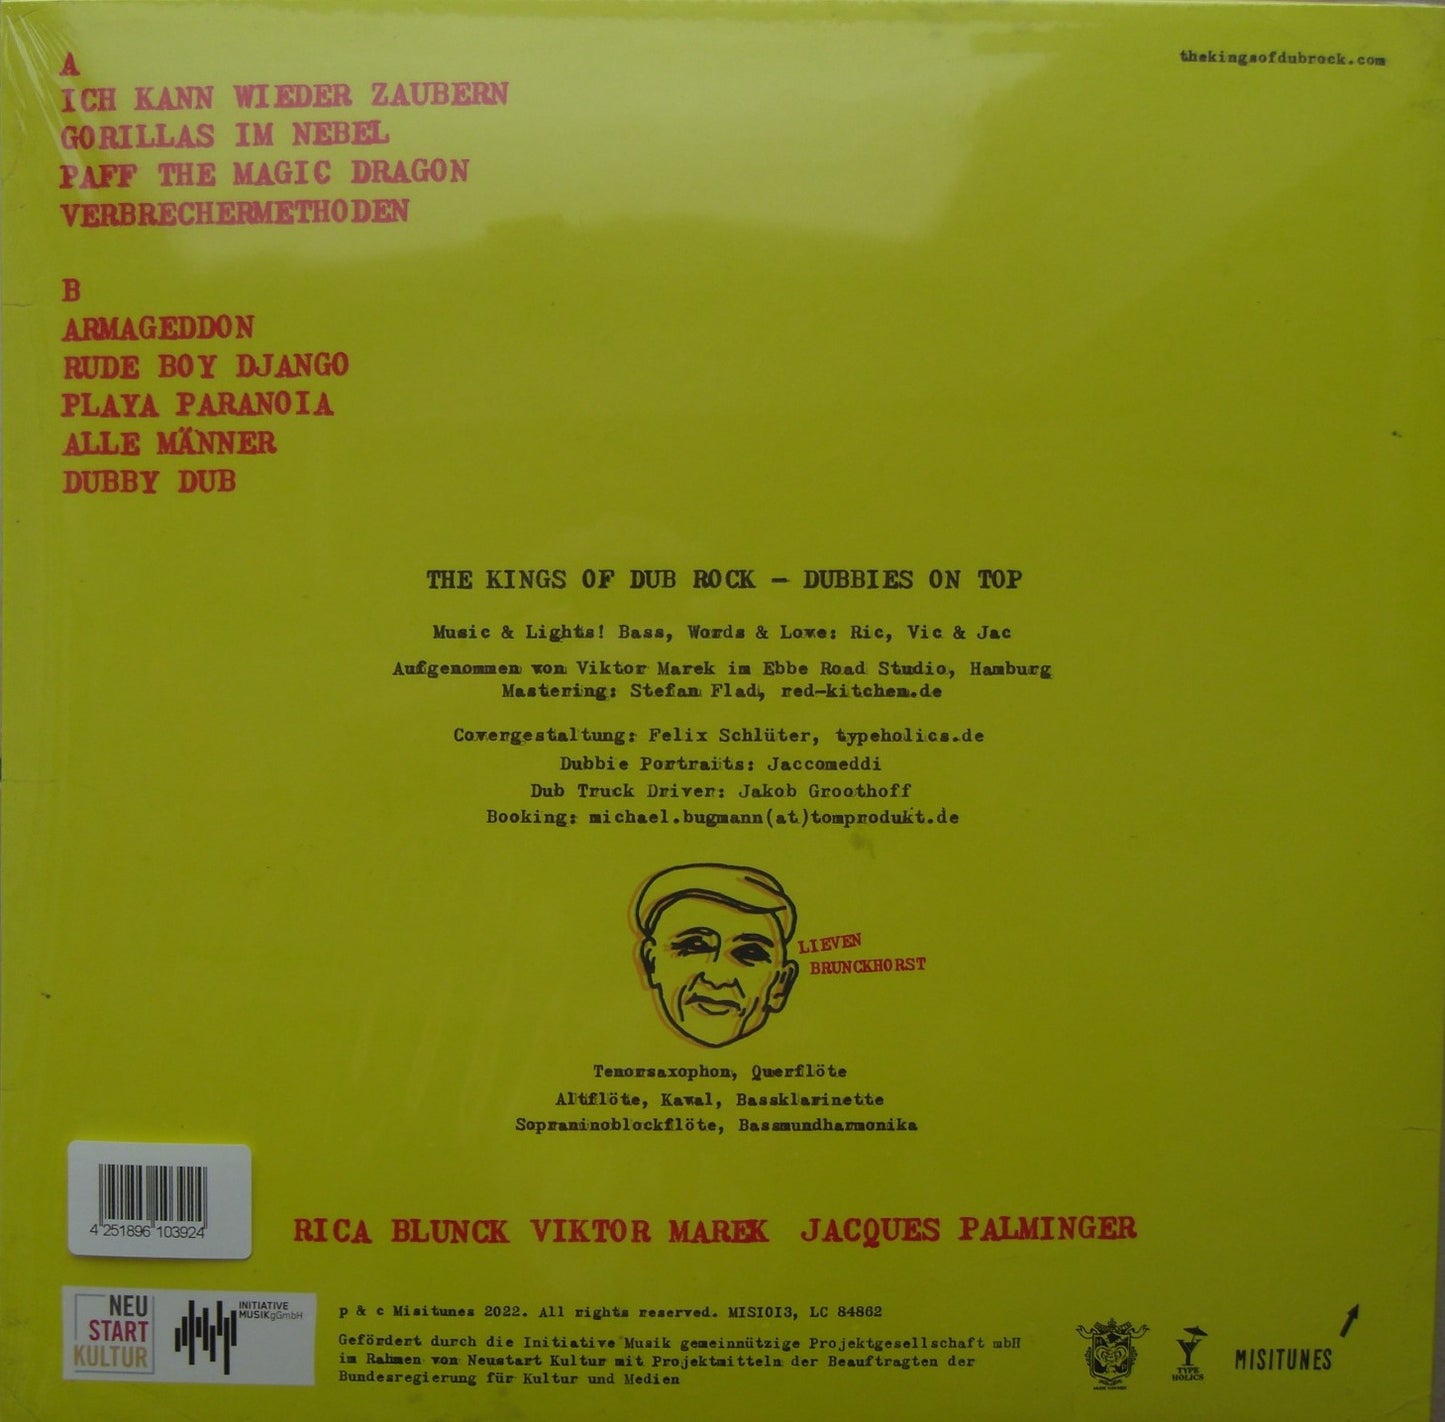 thekingsofdubrock.com
A
ICH KANN WIEDER ZAUBERN
GORILLAS IM NEBEL
PAFF THE MAGIC DRAGON
VERBRECHERMETHODEN
B
ARMAGEDDON
RUDE BOY DJANGO
PLAYA PARANOIA
ALLE MÄNNER
DUBBY DUB
THE KINGS OF DUB ROCK – DUBBIES ON TOP
Music & Lights! Bass, Words & Love: Ric, Vic & Jac
Aufgenommen von Viktor Marek im Ebbe Road Studio, Hamburg
Mastering: Stefan Flad, red-kitchen.de
Covergestaltung: Felix Schlüter, typeholics.de
Dubbie Portraits: Jaccomeddi
Dub Truck Driver: Jakob Groothoff
Booking: michael.bugmann(at)tomprodukt.de
LIEVEN
BRUNCKHORST
Tenorsaxophon, Querflöte
Altflöte, Kaval, Bassklarinette
Sopraninoblockflöte, Bassmundharmonika
4 251896 103924
RICA BLUNCK VIKTOR MAREK JACQUES PALMINGER
NEU
START
KULTUR
INITIATIVE
MUSIKgGmbH
p & c Misitunes 2022. All rights reserved. MISI013, LC 84862
Gefördert durch die Initiative Musik gemeinnützige Projektgesellschaft mbH
im Rahmen von Neustart Kultur mit Projektmitteln der Beauftragten der
Bundesregierung für Kultur und Medien
TYPE
HOLICS
MISITUNES